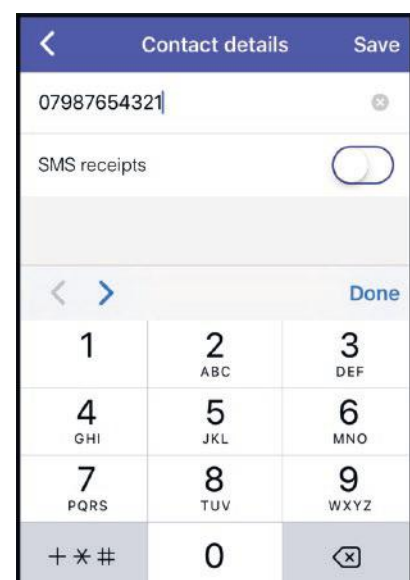 Contact details Save
07987654321
SMS receipts
Done
1 2 3
ABC DEF
4 5 6
GHI JKL MNO
7 8 9
PQRS TUV WXYZ
+*# 0